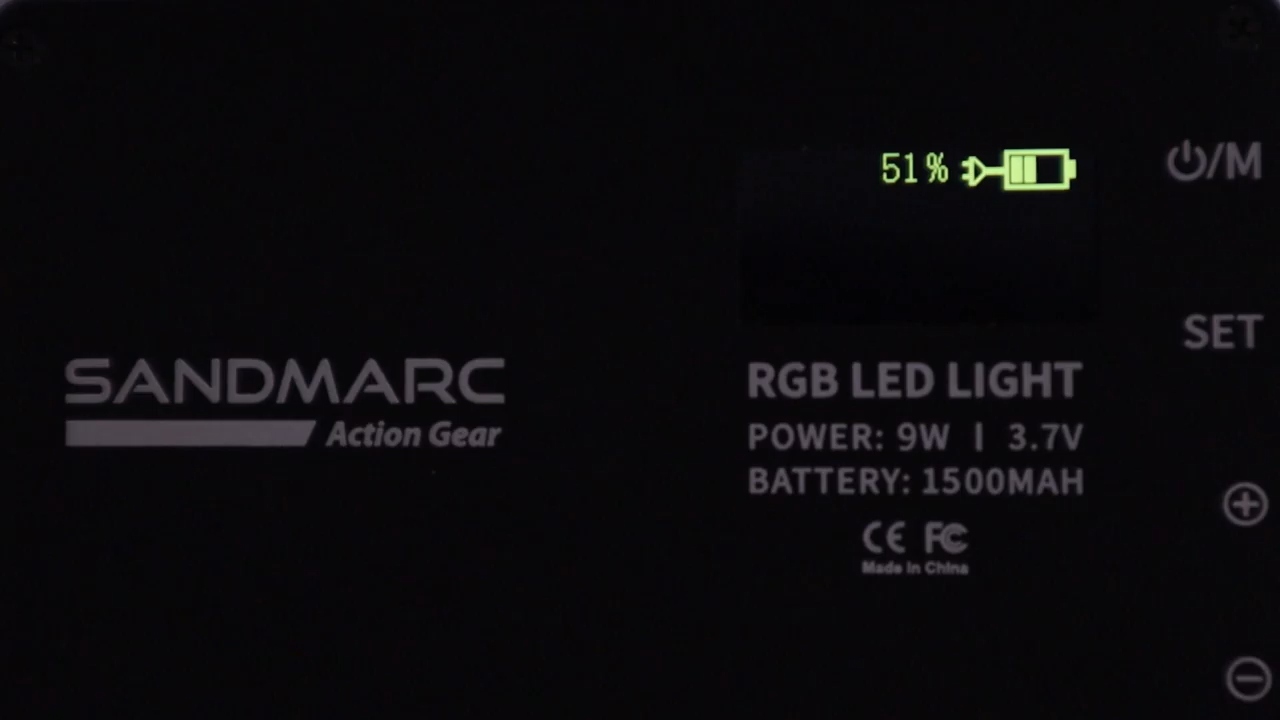 51%
⏻/M
SET
SANDMARC
Action Gear
RGB LED LIGHT
POWER: 9W | 3.7V
BATTERY: 1500MAH
CE FC
Made In China